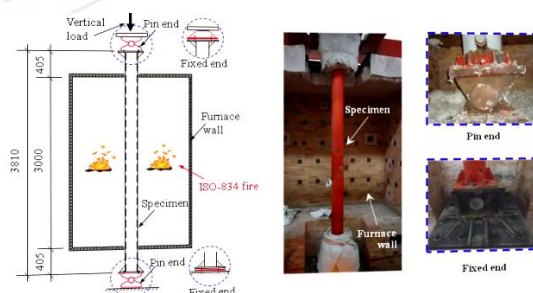 Vertical
load
Pin end
Fixed end
405
3810
3000
405
Furnace
wall
ISO-834 fire
Specimen
Pin end
Fixed end
Specimen
Furnace
wall
Pin end
Fixed end